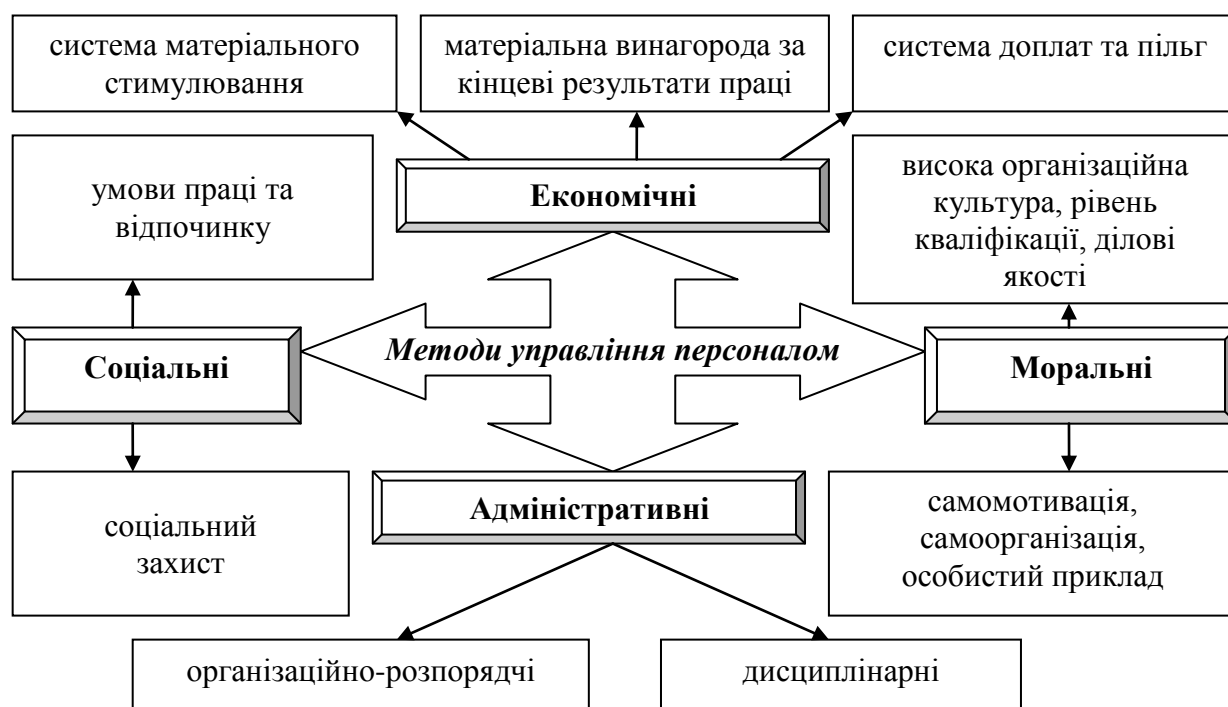 система матеріального
стимулювання
матеріальна винагорода за
кінцеві результати праці
система доплат та пільг
умови праці та
відпочинку
Економічні
висока організаційна
культура, рівень
кваліфікації, ділові
якості
Соціальні
Методи управління персоналом
Моральні
соціальний
захист
Адміністративні
самомотивація,
самоорганізація,
особистий приклад
організаційно-розпорядчі
дисциплінарні